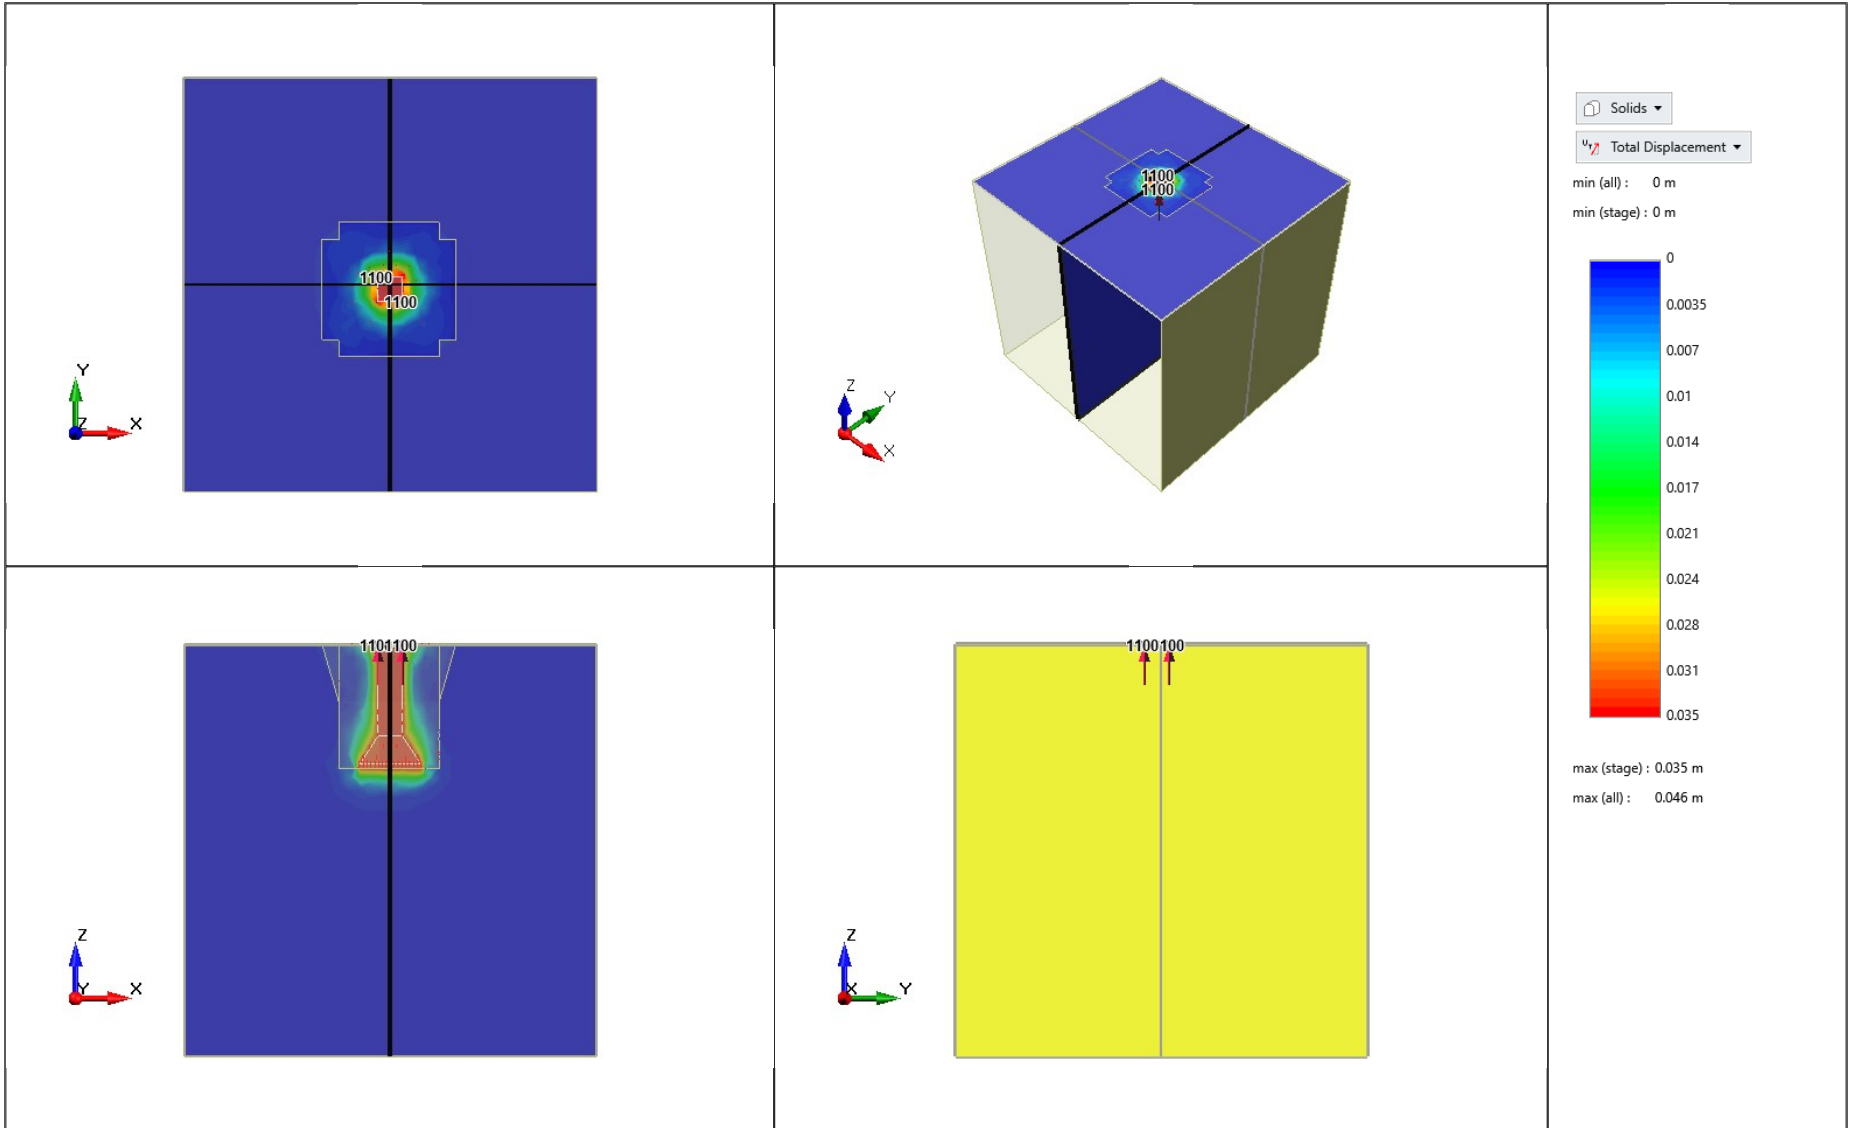 1100
1100
Y
Z
X
1100
1100
Z
Y
X
Solids
Total Displacement
min (all) : 0 m
min (stage) : 0 m
0
0.0035
0.007
0.01
0.014
0.017
0.021
0.024
0.028
0.031
0.035
max (stage) : 0.035 m
max (all) : 0.046 m
1101100
Z
Y
X
1100100
Z
X
Y